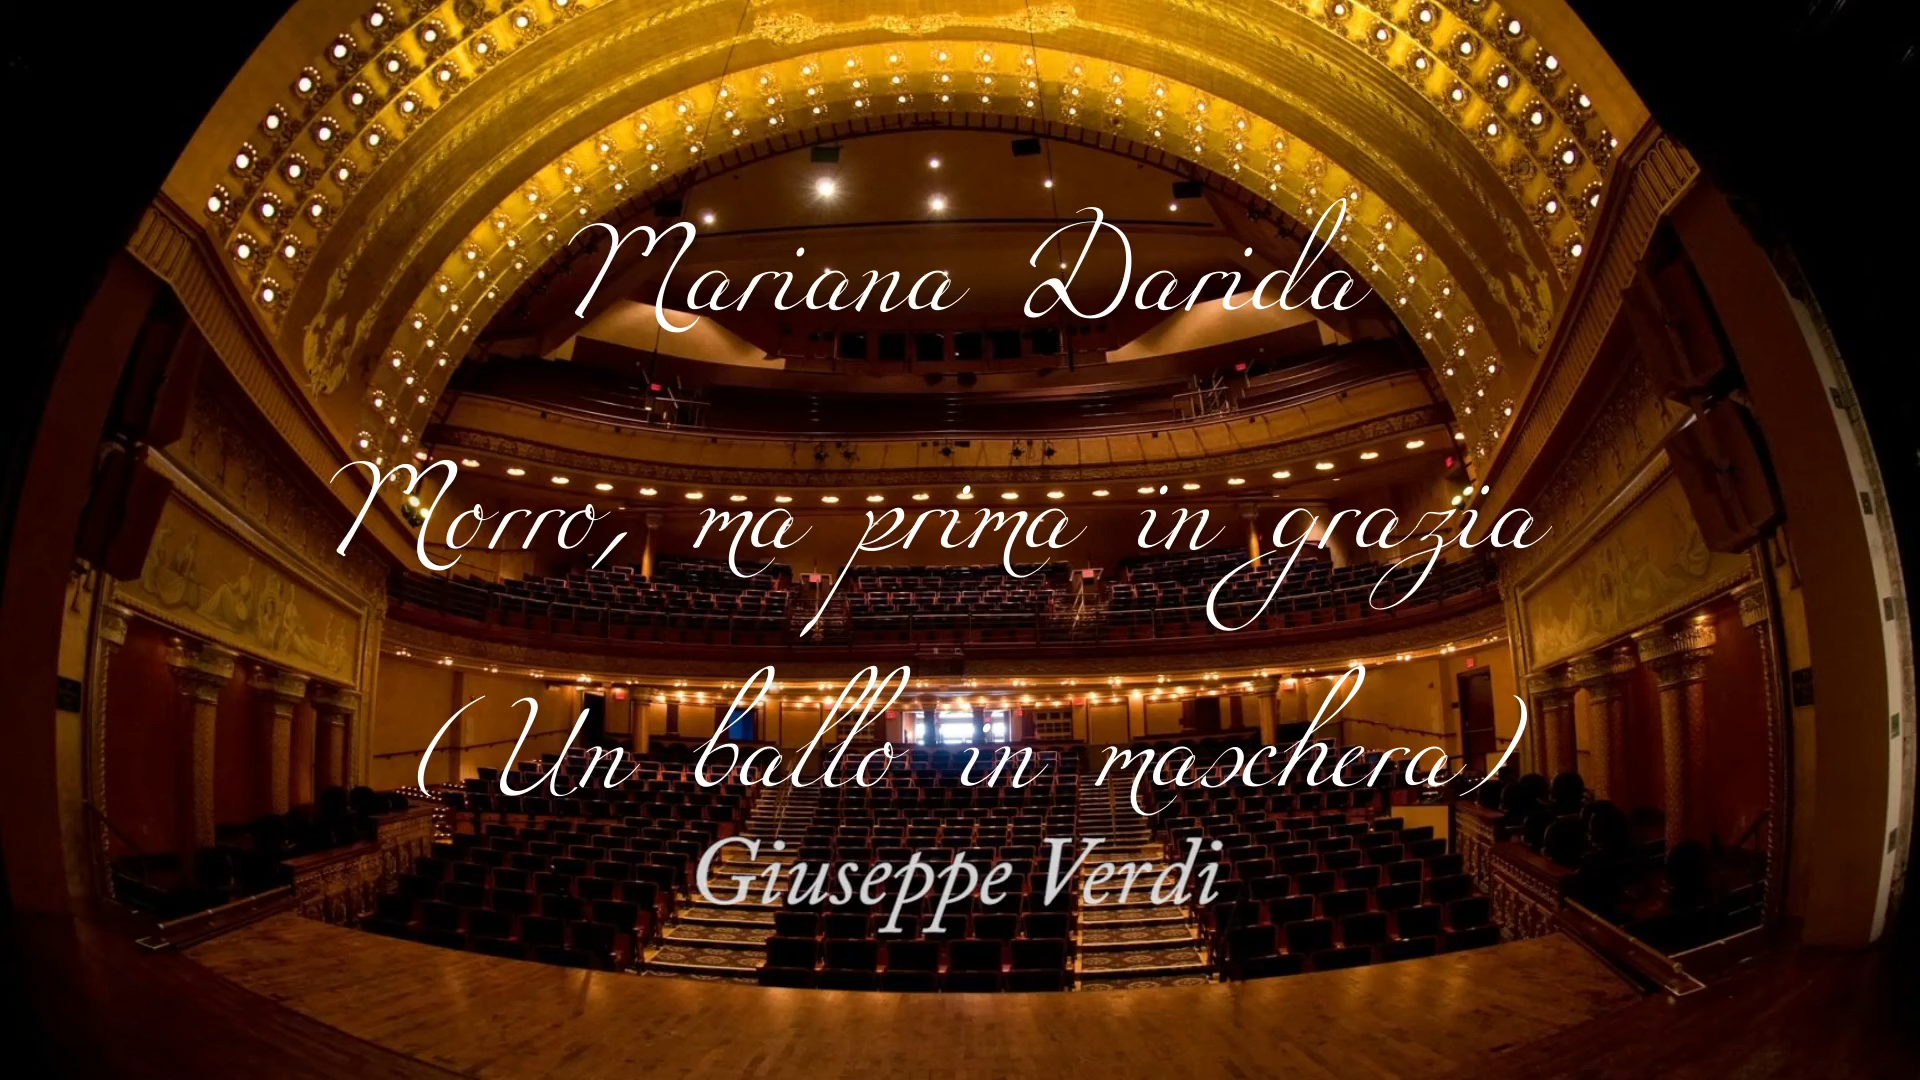 Mariana Darida
Morro, ma prima in grazia
(Un ballo in maschera)
Giuseppe Verdi